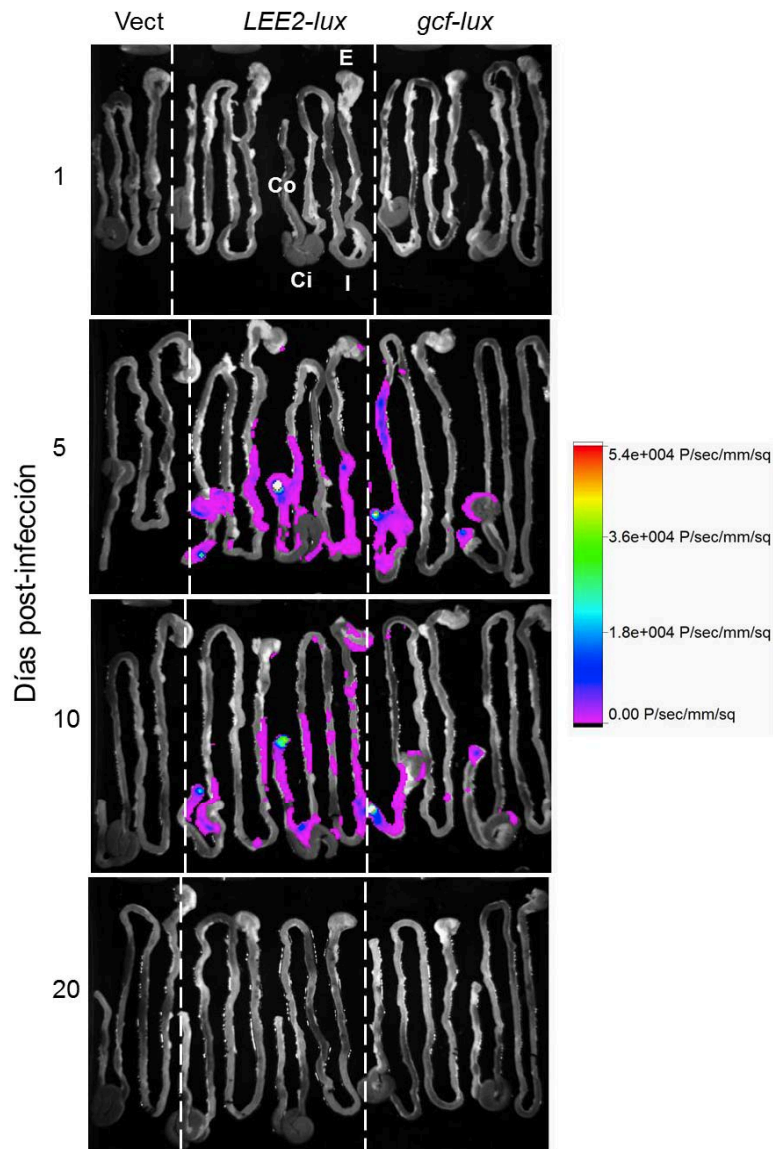 Vect LEE2-lux gcf-lux
E
1
Co
Ci I
5
Días post-infección
10
20
5.4e+004 P/sec/mm/sq
3.6e+004 P/sec/mm/sq
1.8e+004 P/sec/mm/sq
0.00 P/sec/mm/sq